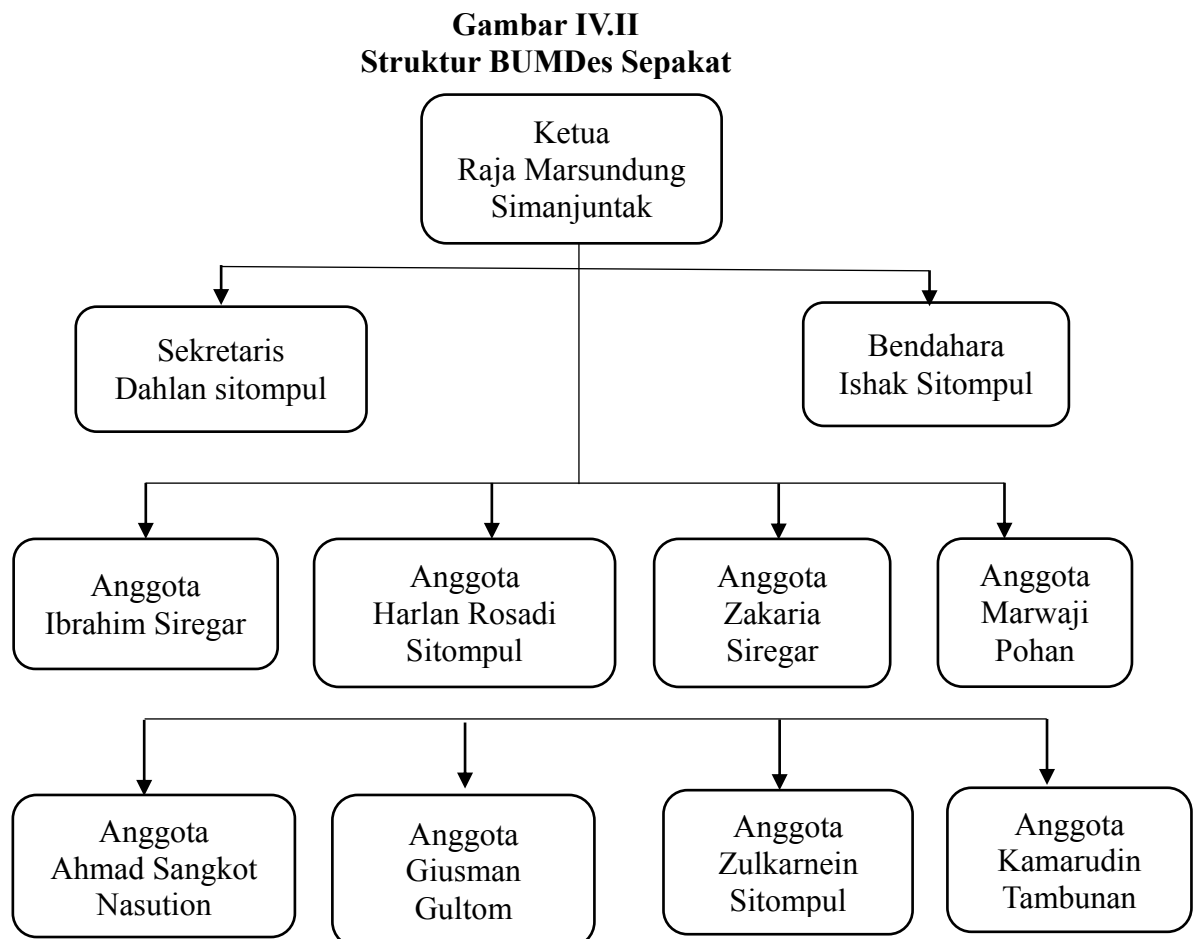 Gambar IV.II
Struktur BUMDes Sepakat
Ketua
Raja Marsundung
Simanjuntak
Sekretaris
Dahlan sitompul
Bendahara
Ishak Sitompul
Anggota
Ibrahim Siregar
Anggota
Harlan Rosadi
Sitompul
Anggota
Zakaria
Siregar
Anggota
Marwaji
Pohan
Anggota
Ahmad Sangkot
Nasution
Anggota
Giusman
Gultom
Anggota
Zulkarnein
Sitompul
Anggota
Kamarudin
Tambunan